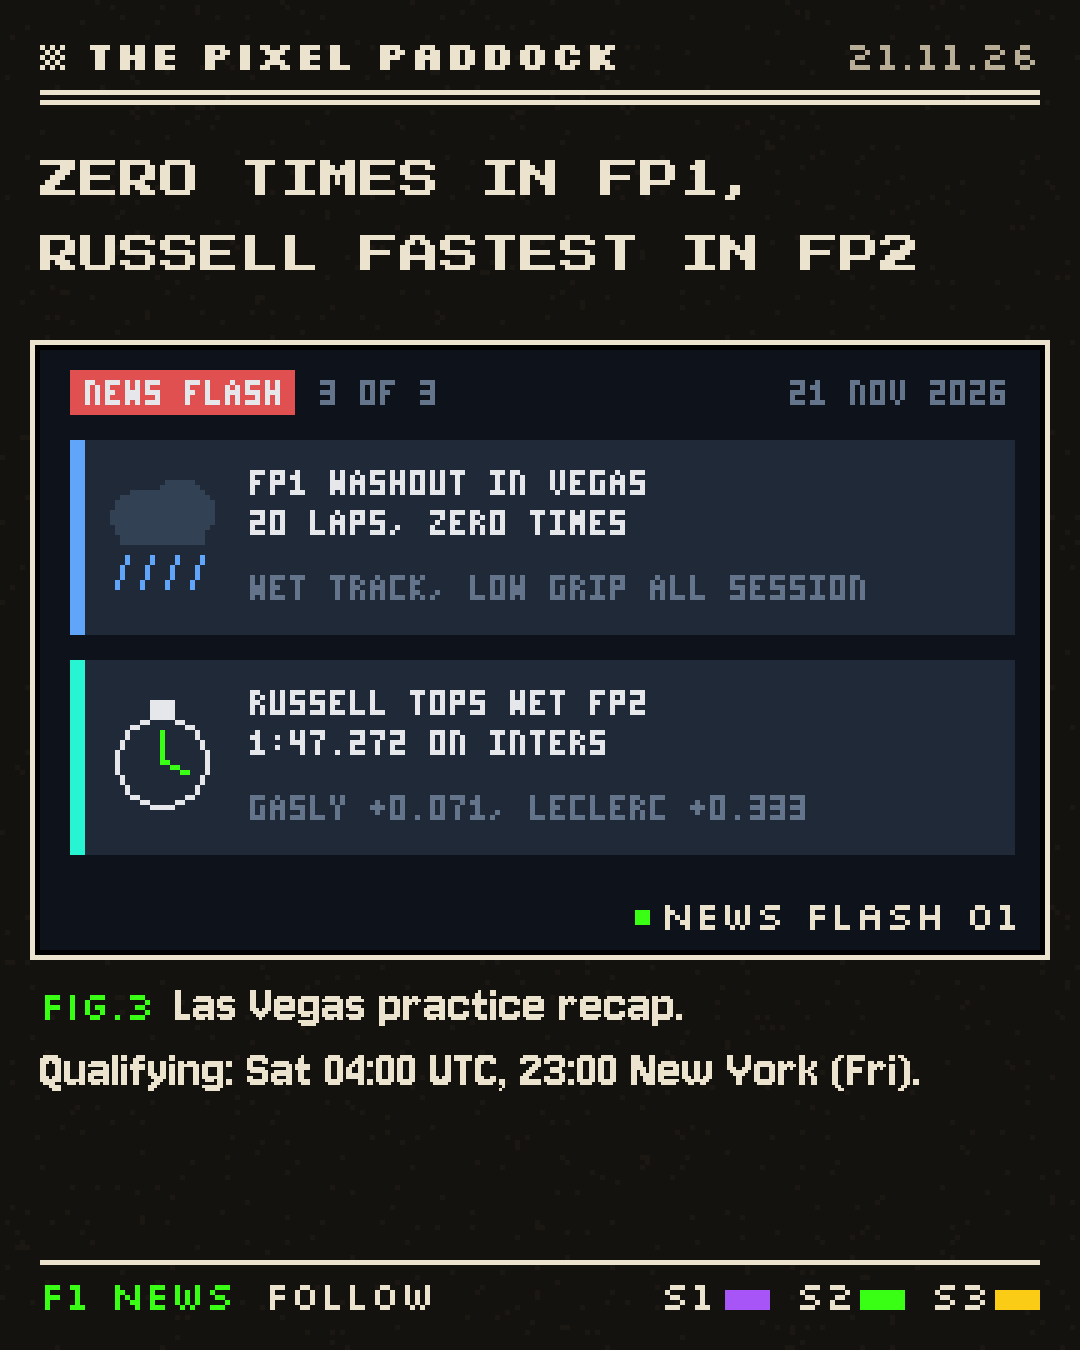 THE PIXEL PADDOCK
21.11.26
ZERO TIMES IN FP1,
RUSSELL FASTEST IN FP2
NEWS FLASH 3 OF 3
21 NOV 2026
FP1 WASHOUT IN VEGAS
20 LAPS, ZERO TIMES
WET TRACK, LOW GRIP ALL SESSION
RUSSELL TOPS WET FP2
1:47.272 ON INTERS
GASLY +0.071, LECLERC +0.333
NEWS FLASH 01
FIG.3 Las Vegas practice recap.
Qualifying: Sat 04:00 UTC, 23:00 New York (Fri).
F1 NEWS FOLLOW
S1 S2 S3